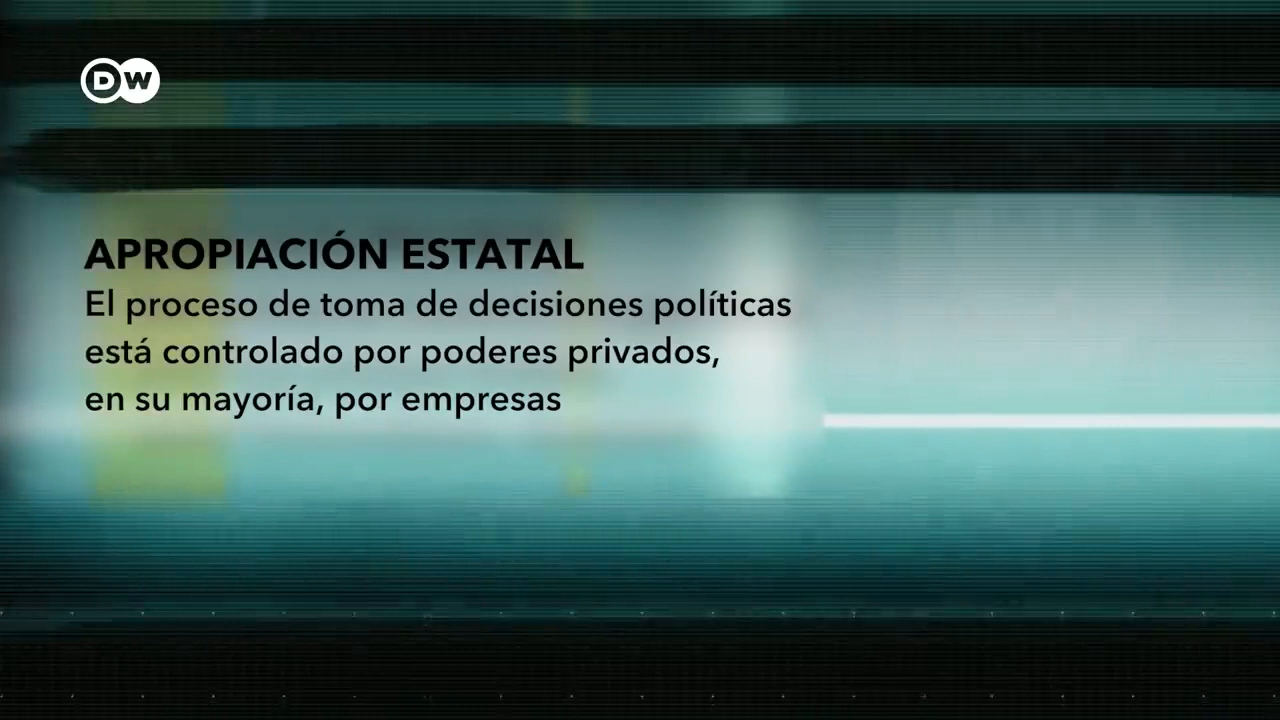 DW
APROPIACIÓN ESTATAL
El proceso de toma de decisiones políticas
está controlado por poderes privados,
en su mayoría, por empresas